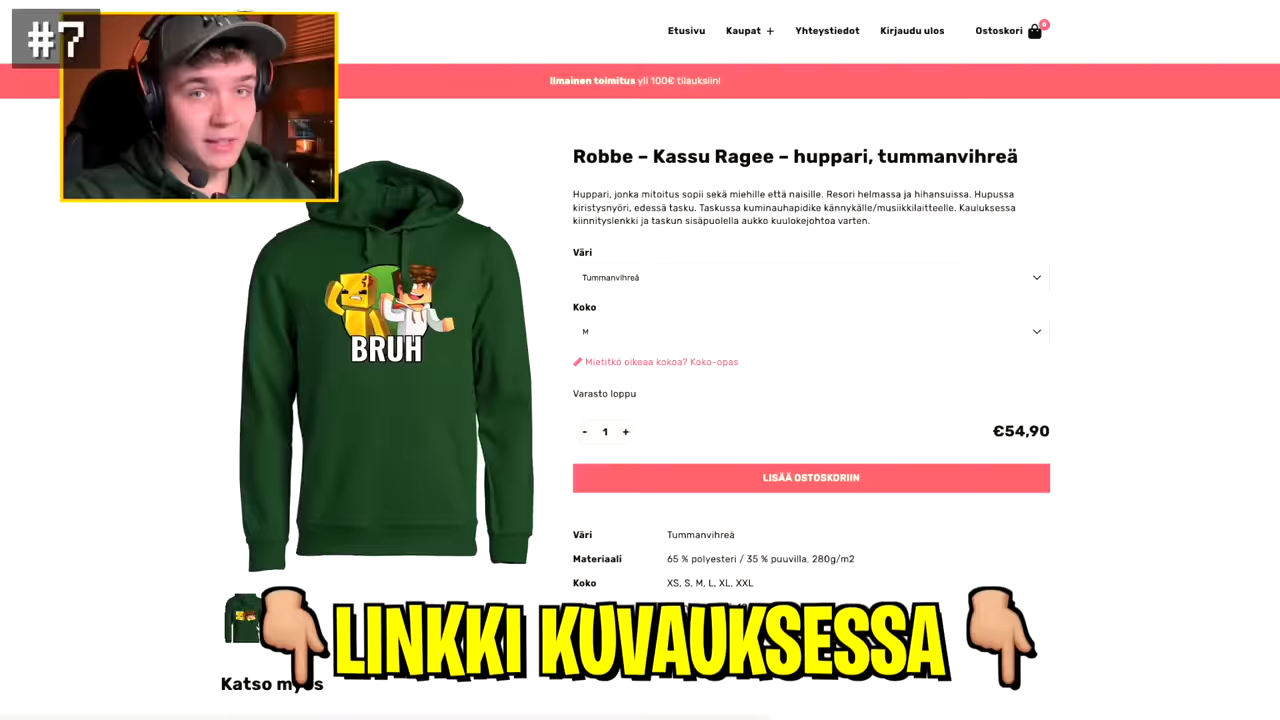 #7
Etusivu
Kaupat +
Yhteystiedot
Kirjaudu ulos
Ostoskori
0
Ilmainen toimitus yli 100€ tilauksiin!
Robbe – Kassu Ragee – huppari, tummanvihreä
Huppari, jonka mitoitus sopii sekä miehille että naisille. Resori helmassa ja hihansuissa. Hupussa
kiristysnyöri, edessä tasku. Taskussa kuminauhapidike kännykälle/musiikkilaitteelle. Kauluksessa
kiinnityslenkki ja taskun sisäpuolella aukko kuulokejohtoa varten.
Väri
Tummanvihreä
Koko
M
Mietitkö oikeaa kokoa? Koko-opas
Varasto loppu
- 1 +
€54,90
LISÄÄ OSTOSKORIIN
BRUH
Väri Tummanvihreä
Materiaali 65 % polyesteri / 35 % puuvilla, 280g/m2
Koko XS, S, M, L, XL, XXL
LINKKI KUVAUKSESSA
Katso myös